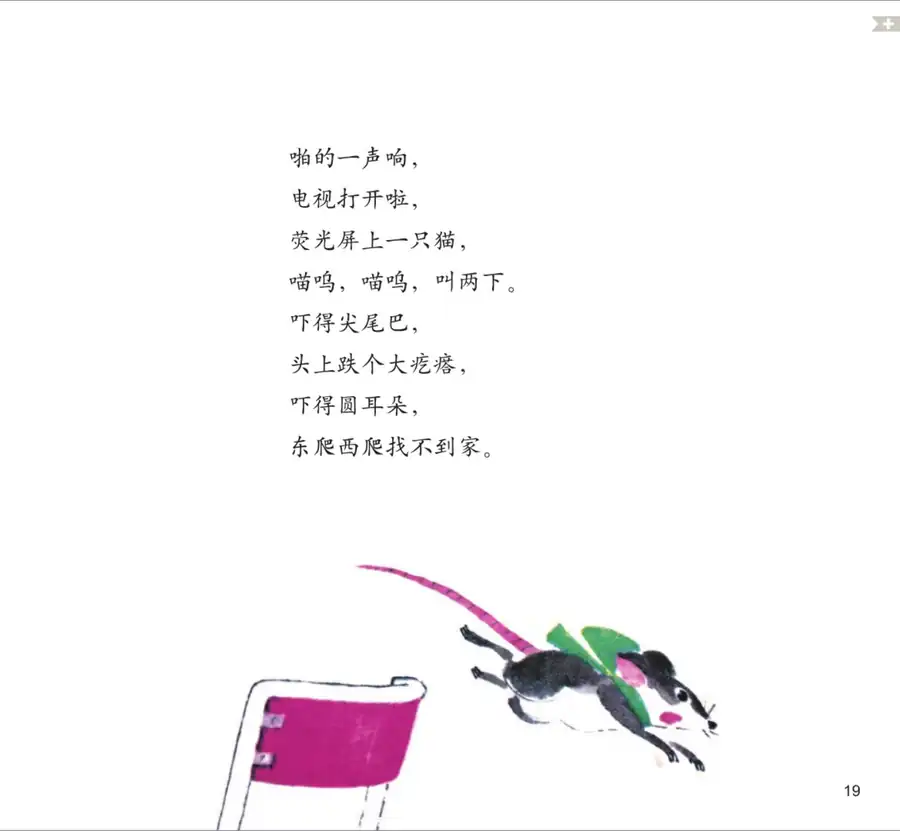 啪的一声响，
电视打开啦，
荧光屏上一只猫，
喵呜，喵呜，叫两下。
吓得尖尾巴，
头上跌个大疙瘩，
吓得圆耳朵，
东爬西爬找不到家。
19